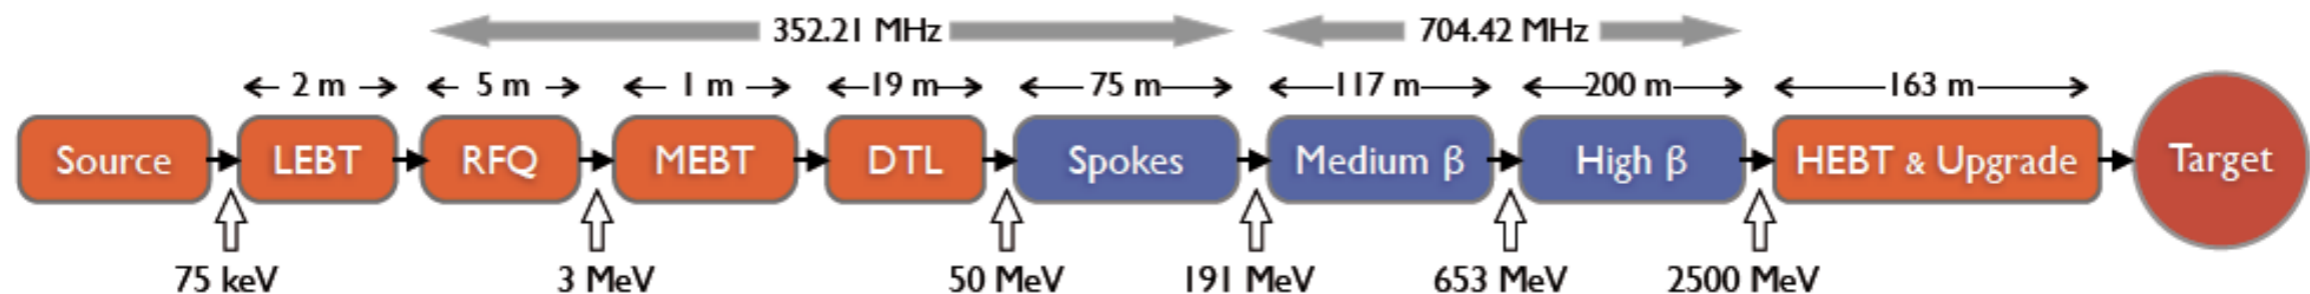 352.21 MHz 704.42 MHz
2 m 5 m 1 m 19 m 75 m 117 m 200 m 163 m
Source LEBT RFQ MEBT DTL Spokes Medium β High β HEBT & Upgrade Target
75 keV 3 MeV 50 MeV 191 MeV 653 MeV 2500 MeV